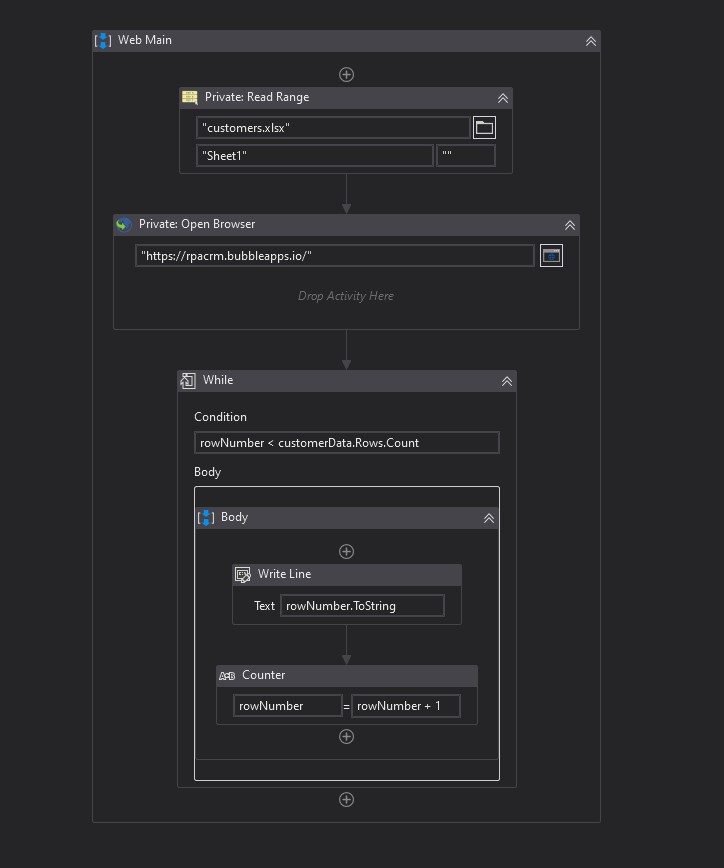 Web Main
Private: Read Range
"customers.xlsx"
"Sheet1" ""
Private: Open Browser
"https://rpacrm.bubbleapps.io/"
Drop Activity Here
While
Condition
rowNumber < customerData.Rows.Count
Body
Body
Write Line
Text rowNumber.ToString
A=B Counter
rowNumber = rowNumber + 1